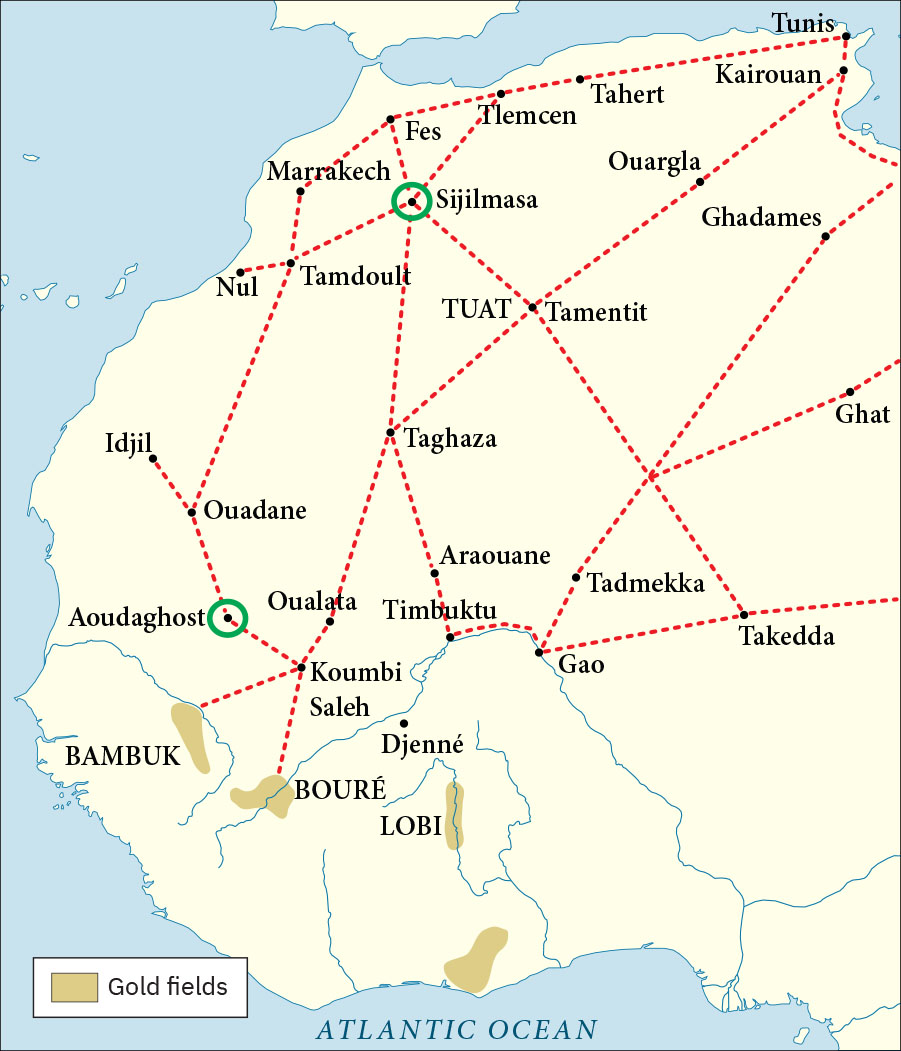 Tunis
Kairouan
Tahert
Tlemcen
Fes
Ouargla
Marrakech
Sijilmasa
Ghadames
Tamdoult
Nul
TUAT
Tamentit
Ghat
Taghaza
Idjil
Ouadane
Araouane
Tadmekka
Oualata
Timbuktu
Aoudaghost
Takedda
Gao
Koumbi
Saleh
Djenné
BAMBUK
BOURÉ
LOBI
Gold fields
ATLANTIC OCEAN